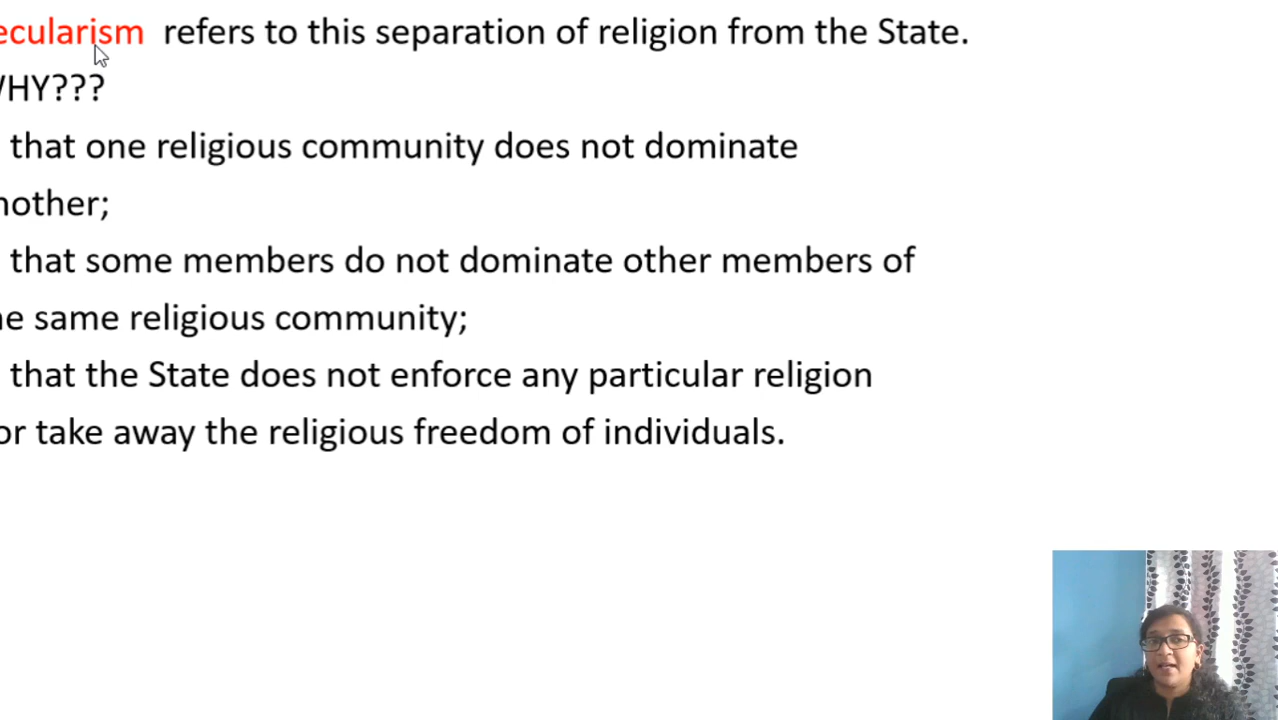 ecularism refers to this separation of religion from the State.
WHY???
that one religious community does not dominate
nother;
that some members do not dominate other members of
he same religious community;
that the State does not enforce any particular religion
or take away the religious freedom of individuals.